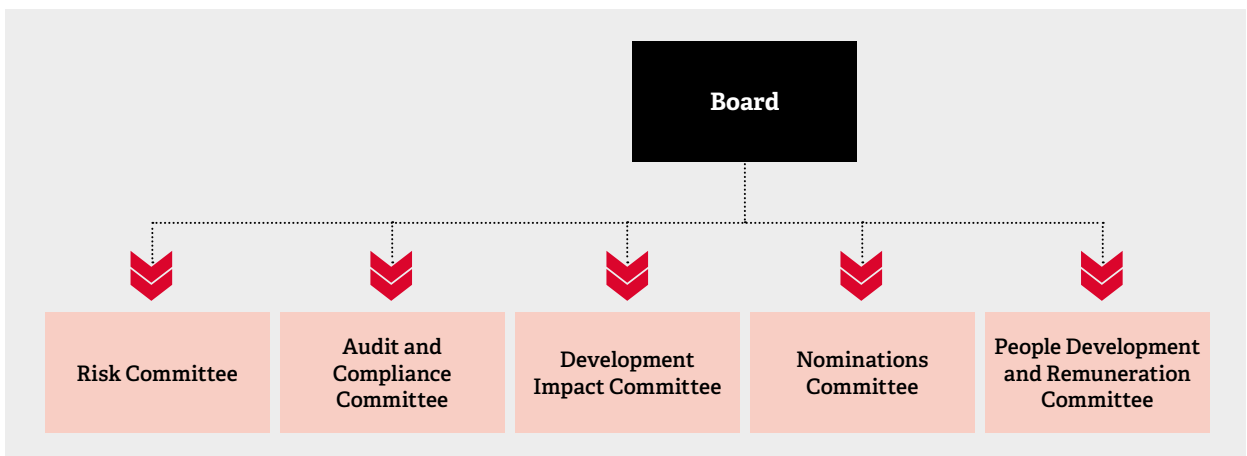 Board
Risk Committee
Audit and
Compliance
Committee
Development
Impact Committee
Nominations
Committee
People Development
and Remuneration
Committee